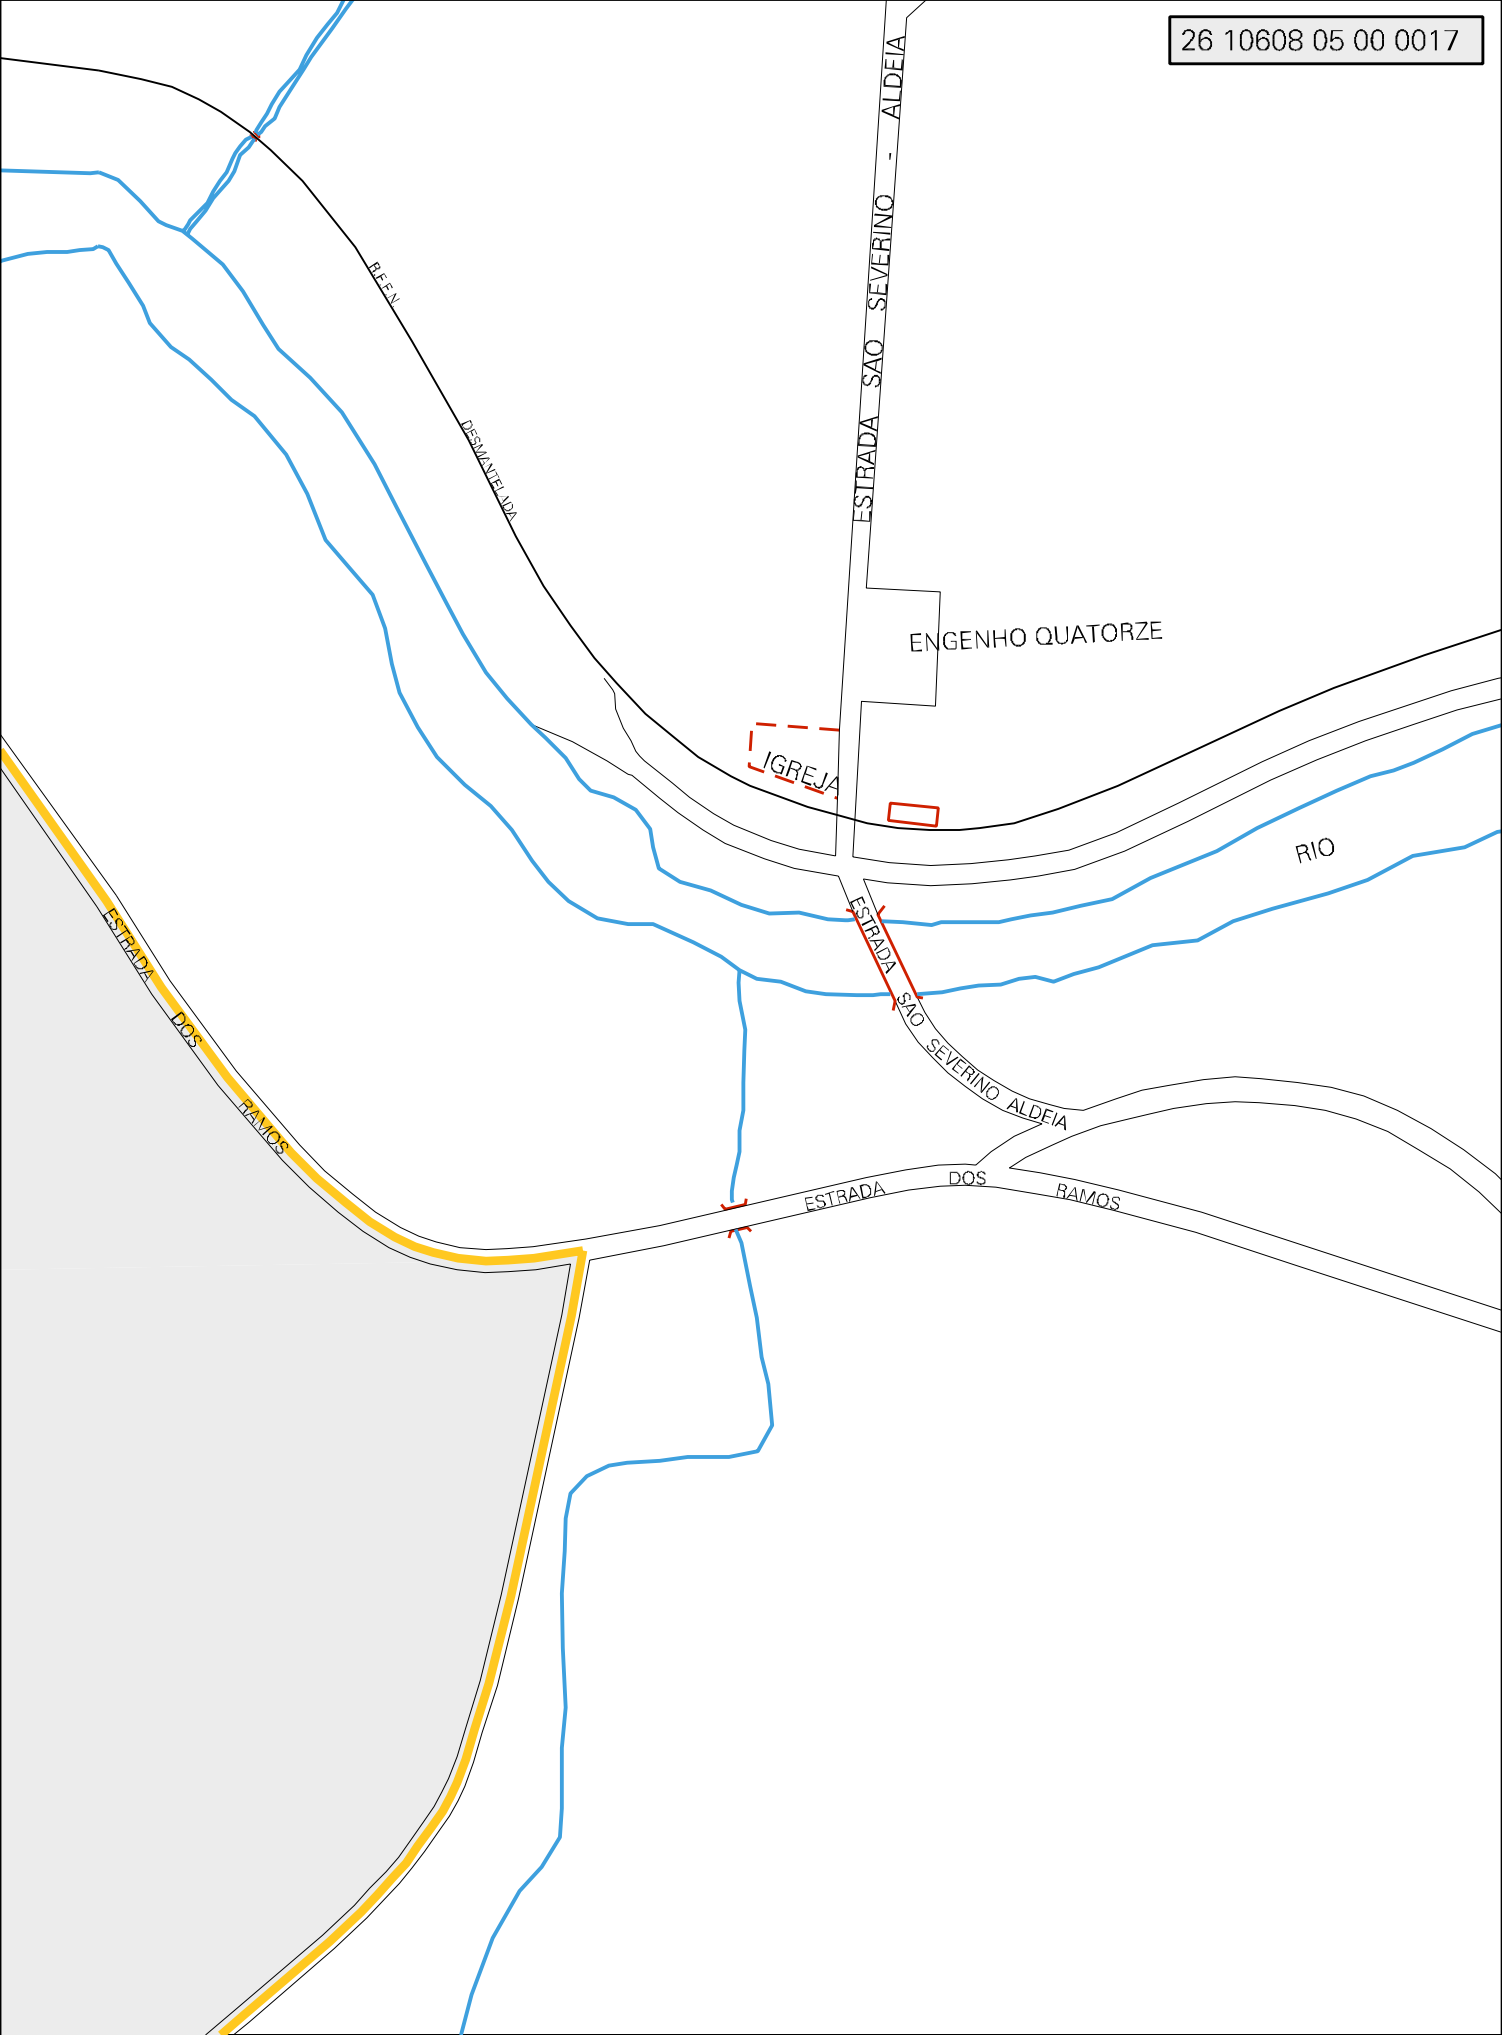 26 10608 05 00 0017
ESTRADA SAO SEVERINO - ALDEIA
R.F.F.N.
DESMANTELADA
ENGENHO QUATORZE
IGREJA
RIO
ESTRADA SAO SEVERINO ALDEIA
ESTRADA DOS RAMOS
ESTRADA DOS RAMOS